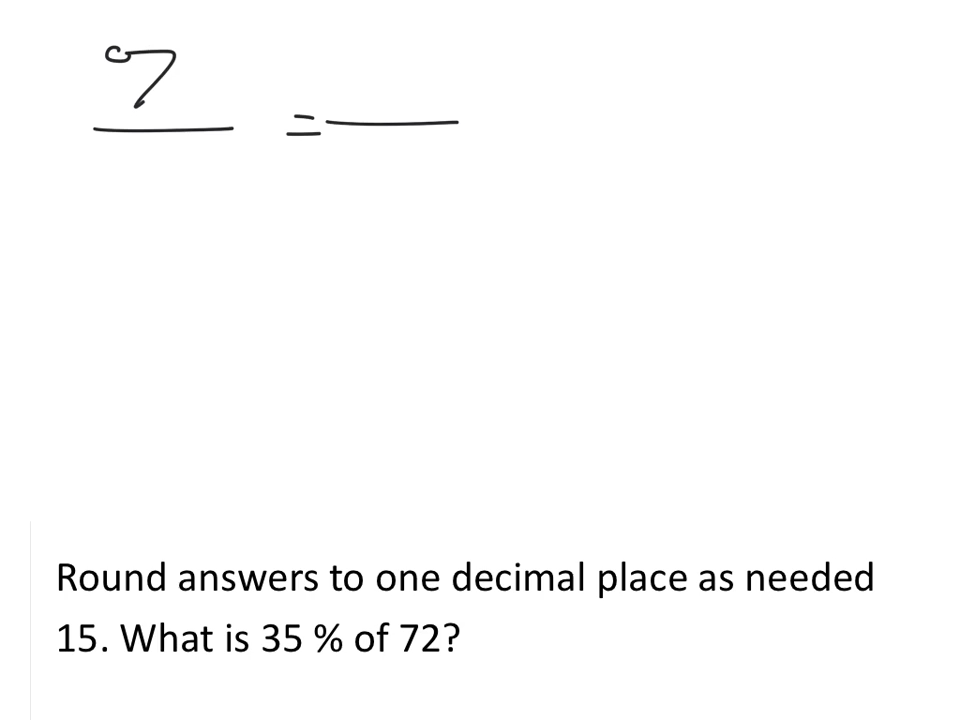 =
Round answers to one decimal place as needed
15. What is 35 % of 72?